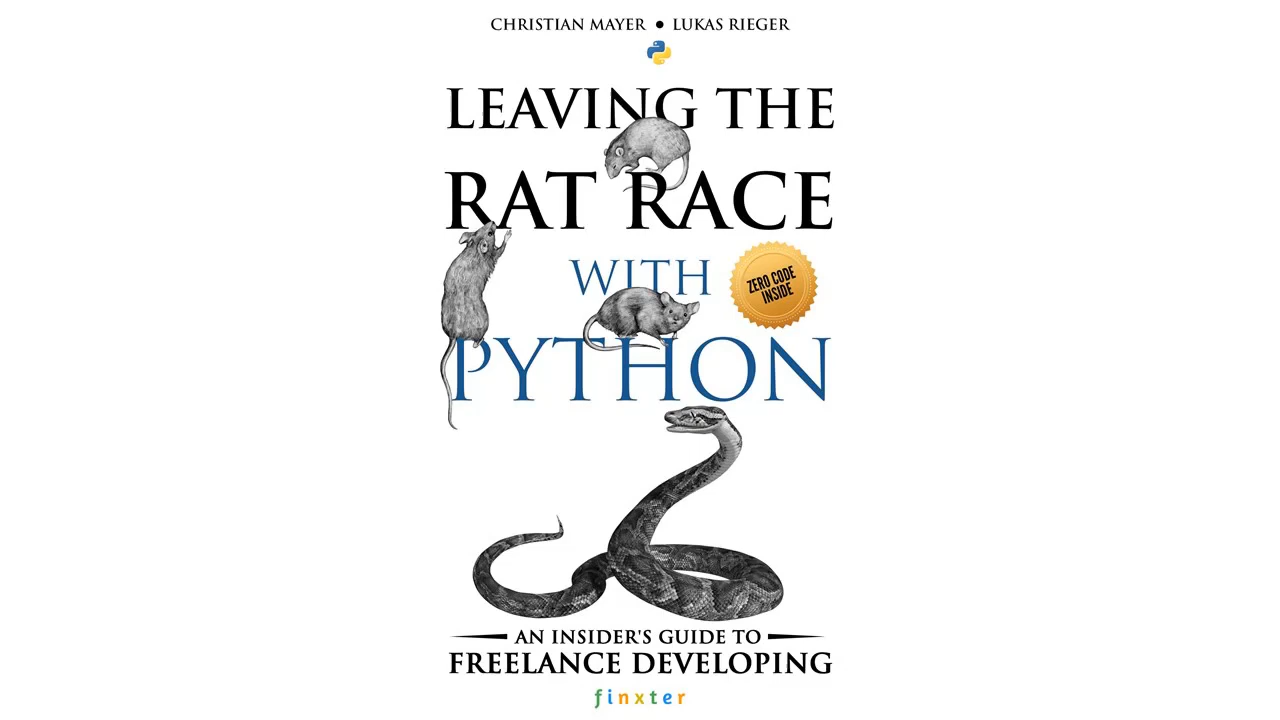 CHRISTIAN MAYER • LUKAS RIEGER
LEAVING THE
RAT RACE
WITH
ZERO CODE
INSIDE
PYTHON
AN INSIDER'S GUIDE TO
FREELANCE DEVELOPING
finxter